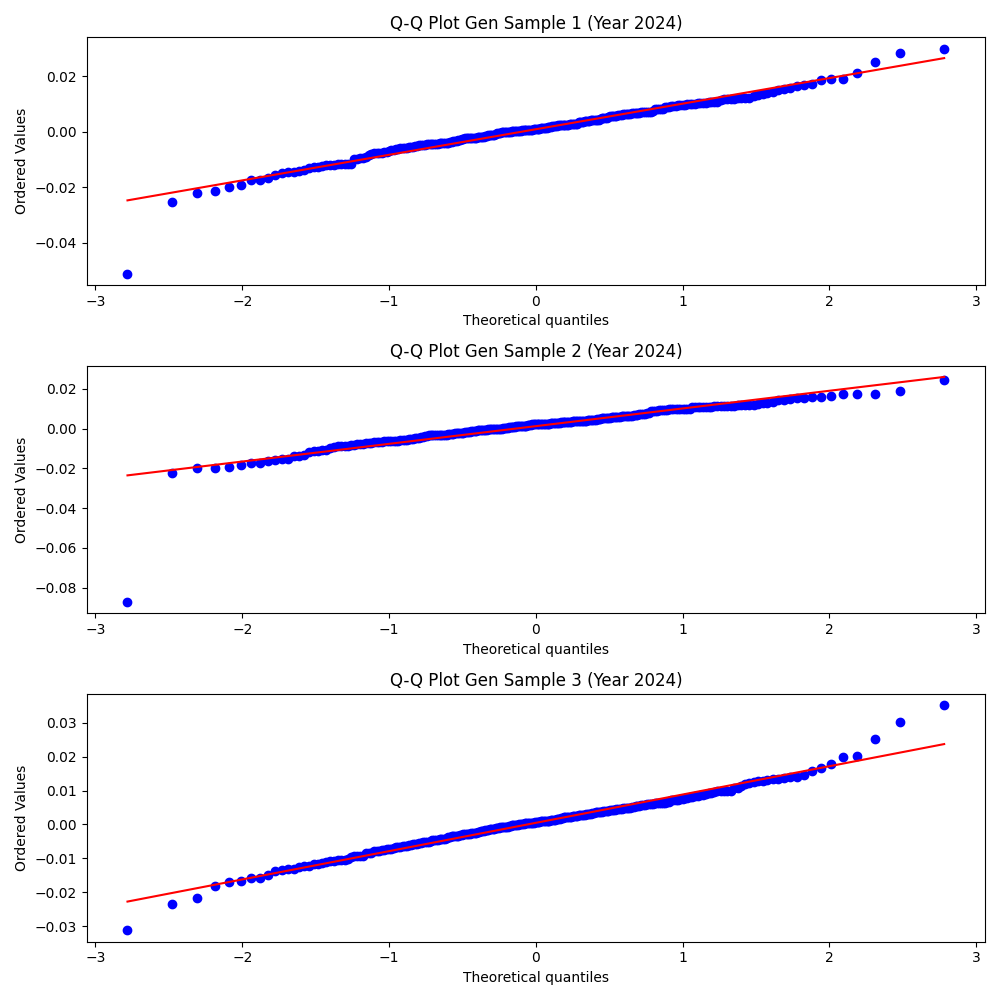 Q-Q Plot Gen Sample 1 (Year 2024)
Ordered Values
0.02
0.00
−0.02
−0.04
−3 −2 −1 0 1 2 3
Theoretical quantiles
Q-Q Plot Gen Sample 2 (Year 2024)
Ordered Values
0.02
0.00
−0.02
−0.04
−0.06
−0.08
−3 −2 −1 0 1 2 3
Theoretical quantiles
Q-Q Plot Gen Sample 3 (Year 2024)
Ordered Values
0.03
0.02
0.01
0.00
−0.01
−0.02
−0.03
−3 −2 −1 0 1 2 3
Theoretical quantiles